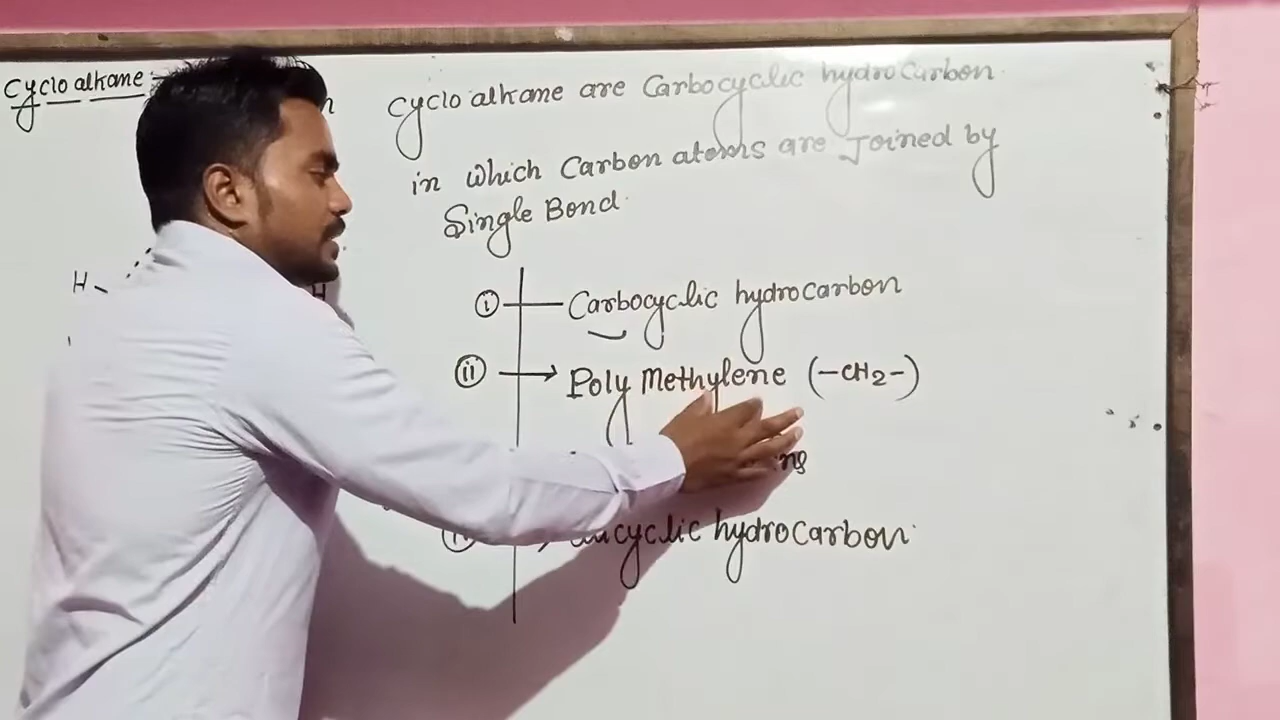 Cyclo alkane :-
Cyclo alkane are Carbocyclic hydrocarbon
in which Carbon atoms are Joined by
Single Bond.
H
H
(i) Carbocyclic hydrocarbon
(ii) → Poly Methylene (-CH2-)
hydrocarbon